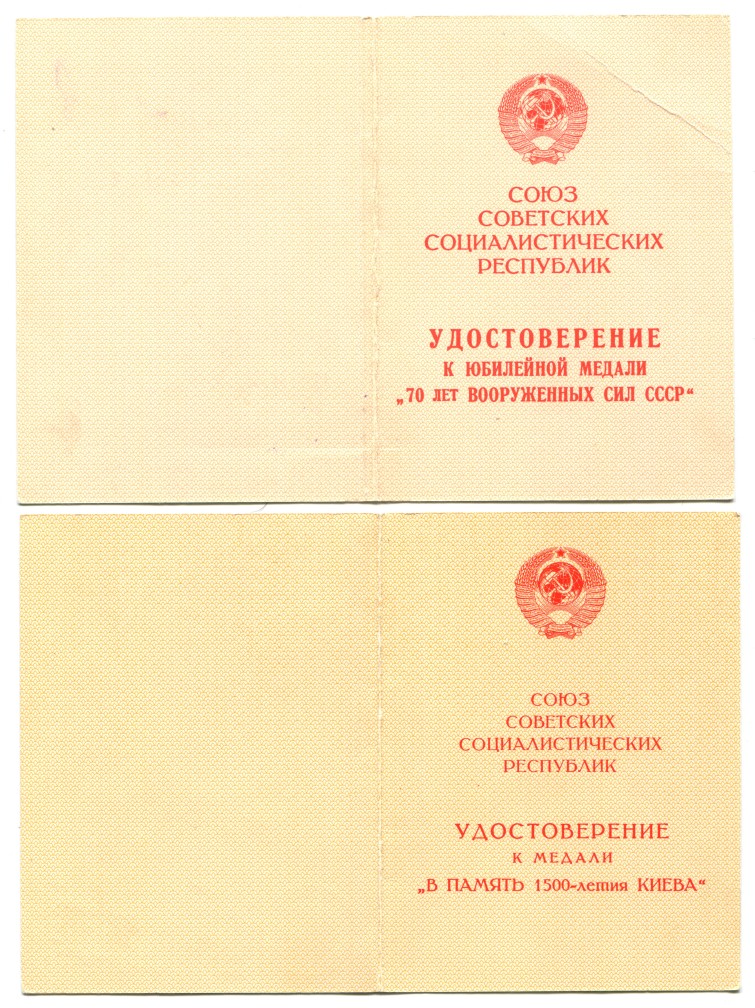 СОЮЗ
СОВЕТСКИХ
СОЦИАЛИСТИЧЕСКИХ
РЕСПУБЛИК
УДОСТОВЕРЕНИЕ
К ЮБИЛЕЙНОЙ МЕДАЛИ
„70 ЛЕТ ВООРУЖЕННЫХ СИЛ СССР“
СОЮЗ
СОВЕТСКИХ
СОЦИАЛИСТИЧЕСКИХ
РЕСПУБЛИК
УДОСТОВЕРЕНИЕ
К МЕДАЛИ
„В ПАМЯТЬ 1500-летия КИЕВА“